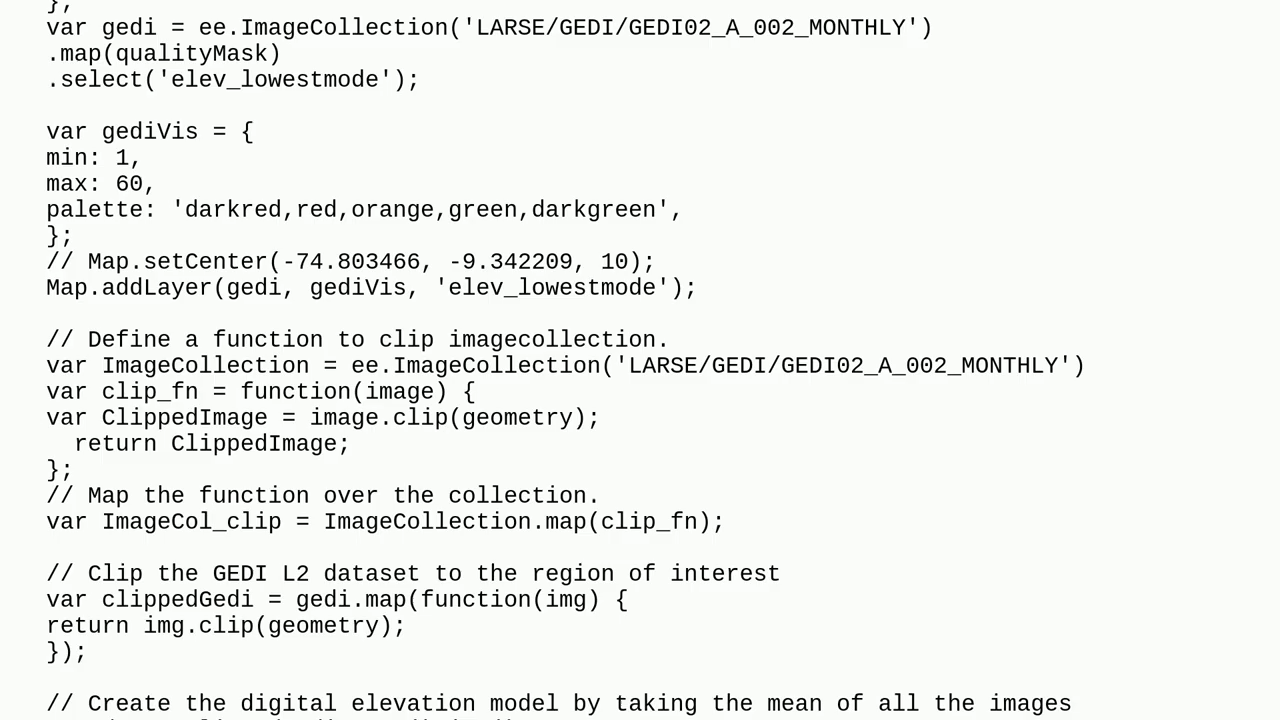 };
var gedi = ee.ImageCollection('LARSE/GEDI/GEDI02_A_002_MONTHLY')
.map(qualityMask)
.select('elev_lowestmode');
var gediVis = {
min: 1,
max: 60,
palette: 'darkred,red,orange,green,darkgreen',
};
// Map.setCenter(-74.803466, -9.342209, 10);
Map.addLayer(gedi, gediVis, 'elev_lowestmode');
// Define a function to clip imagecollection.
var ImageCollection = ee.ImageCollection('LARSE/GEDI/GEDI02_A_002_MONTHLY')
var clip_fn = function(image) {
var ClippedImage = image.clip(geometry);
  return ClippedImage;
};
// Map the function over the collection.
var ImageCol_clip = ImageCollection.map(clip_fn);
// Clip the GEDI L2 dataset to the region of interest
var clippedGedi = gedi.map(function(img) {
return img.clip(geometry);
});
// Create the digital elevation model by taking the mean of all the images